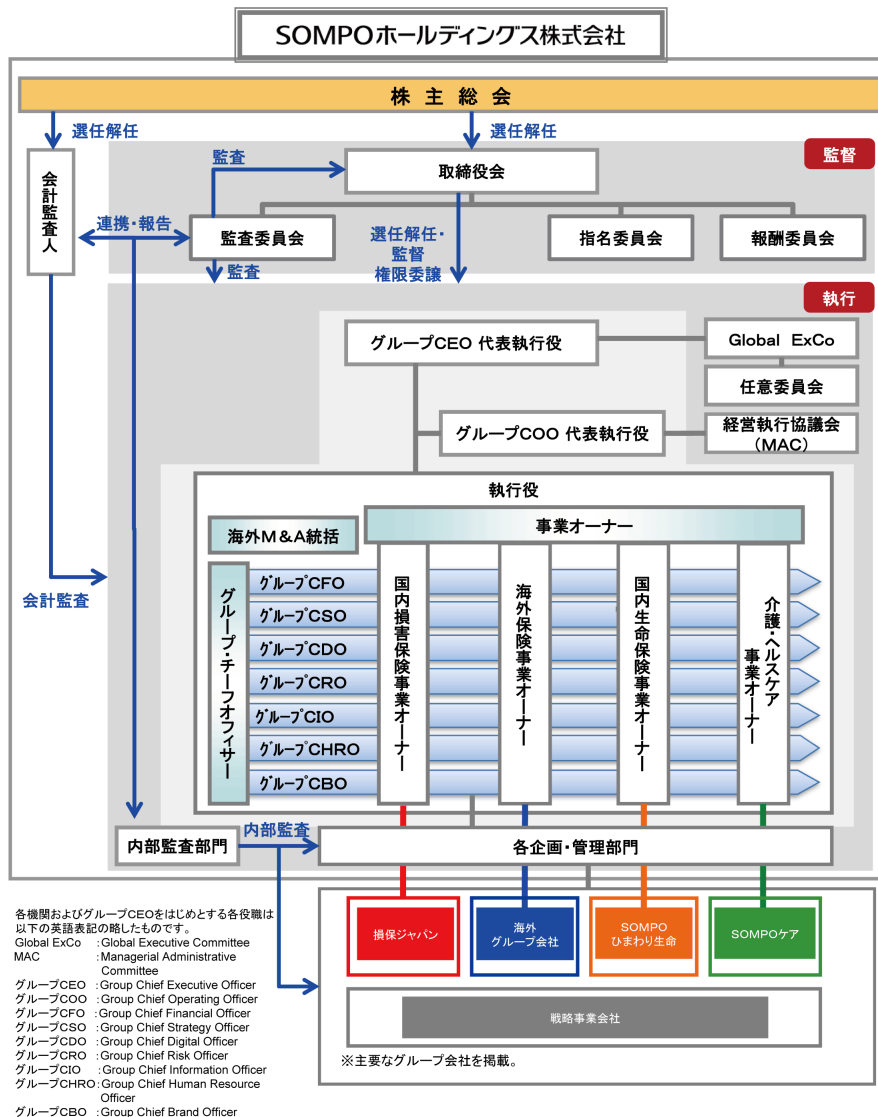 SOMPOホールディングス株式会社
株主総会
選任解任
選任解任
監督
会計監査人
監査
取締役会
連携・報告
監査委員会
選任解任・
監督
権限委譲
指名委員会
報酬委員会
監査
執行
グループCEO 代表執行役
Global ExCo
任意委員会
グループCOO 代表執行役
経営執行協議会
(MAC)
執行役
海外M&A統括
事業オーナー
会計監査
グループ・チーフオフィサー
グループCFO
グループCSO
グループCDO
グループCRO
グループCIO
グループCHRO
グループCBO
国内損害保険事業オーナー
海外保険事業オーナー
国内生命保険事業オーナー
介護・ヘルスケア
事業オーナー
内部監査部門
内部監査
各企画・管理部門
損保ジャパン
海外
グループ会社
SOMPO
ひまわり生命
SOMPOケア
戦略事業会社
※主要なグループ会社を掲載。
各機関およびグループCEOをはじめとする各役職は
以下の英語表記の略したものです。
Global ExCo :Global Executive Committee
MAC :Managerial Administrative
Committee
グループCEO :Group Chief Executive Officer
グループCOO :Group Chief Operating Officer
グループCFO :Group Chief Financial Officer
グループCSO :Group Chief Strategy Officer
グループCDO :Group Chief Digital Officer
グループCRO :Group Chief Risk Officer
グループCIO :Group Chief Information Officer
グループCHRO:Group Chief Human Resource
Officer
グループCBO :Group Chief Brand Officer